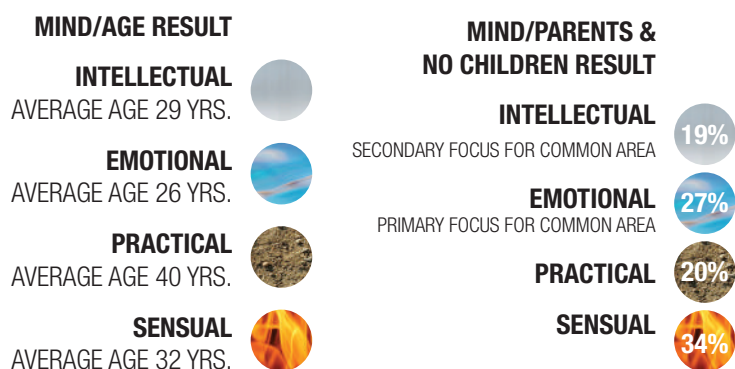 MIND/AGE RESULT
INTELLECTUAL
AVERAGE AGE 29 YRS.
EMOTIONAL
AVERAGE AGE 26 YRS.
PRACTICAL
AVERAGE AGE 40 YRS.
SENSUAL
AVERAGE AGE 32 YRS.
MIND/PARENTS &
NO CHILDREN RESULT
INTELLECTUAL
SECONDARY FOCUS FOR COMMON AREA
19%
EMOTIONAL
PRIMARY FOCUS FOR COMMON AREA
27%
PRACTICAL
20%
SENSUAL
34%